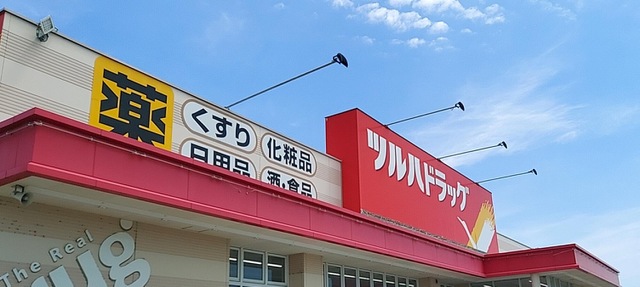 薬
くすり
化粧品
日用品
酒・食品
ツルハドラッグ
The Real